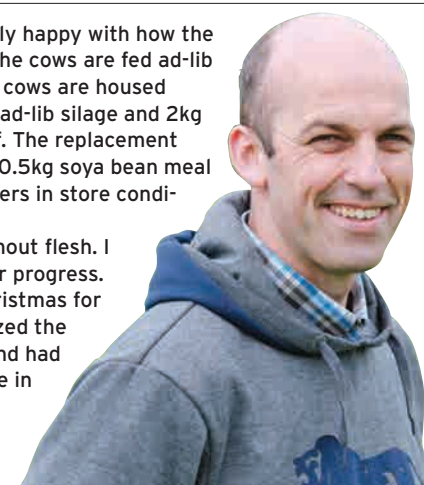 ly happy with how the
he cows are fed ad-lib
cows are housed
ad-lib silage and 2kg
f. The replacement
0.5kg soya bean meal
ers in store condi-
hout flesh. I
r progress.
ristmas for
zed the
nd had
e in